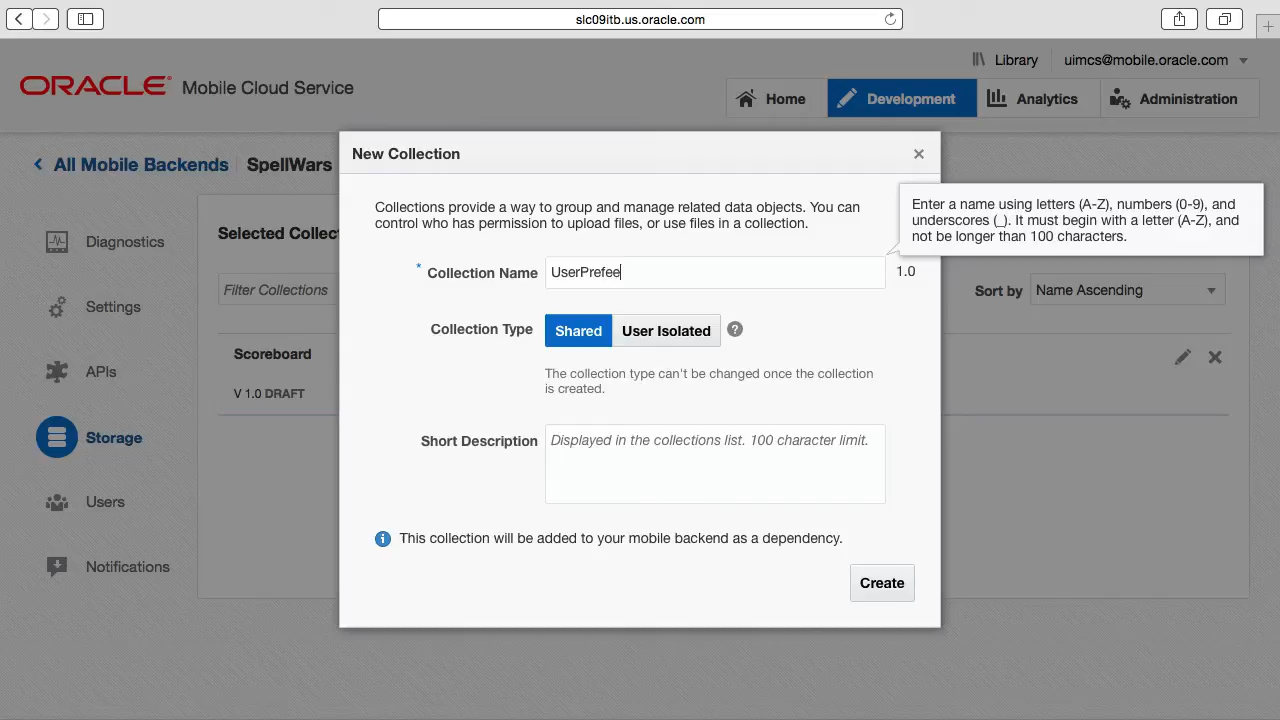 slc09itb.us.oracle.com
Library
uimcs@mobile.oracle.com
ORACLE Mobile Cloud Service
Home
Development
Analytics
Administration
All Mobile Backends
SpellWars
New Collection
Collections provide a way to group and manage related data objects. You can
control who has permission to upload files, or use files in a collection.
Enter a name using letters (A-Z), numbers (0-9), and
underscores (_). It must begin with a letter (A-Z), and
not be longer than 100 characters.
Diagnostics
Settings
APIs
Storage
Users
Notifications
Selected Collec
Filter Collections
Sort by
Name Ascending
Scoreboard
V 1.0 DRAFT
* Collection Name
UserPrefee
1.0
Collection Type
Shared
User Isolated
?
The collection type can't be changed once the collection
is created.
Short Description
Displayed in the collections list. 100 character limit.
This collection will be added to your mobile backend as a dependency.
Create